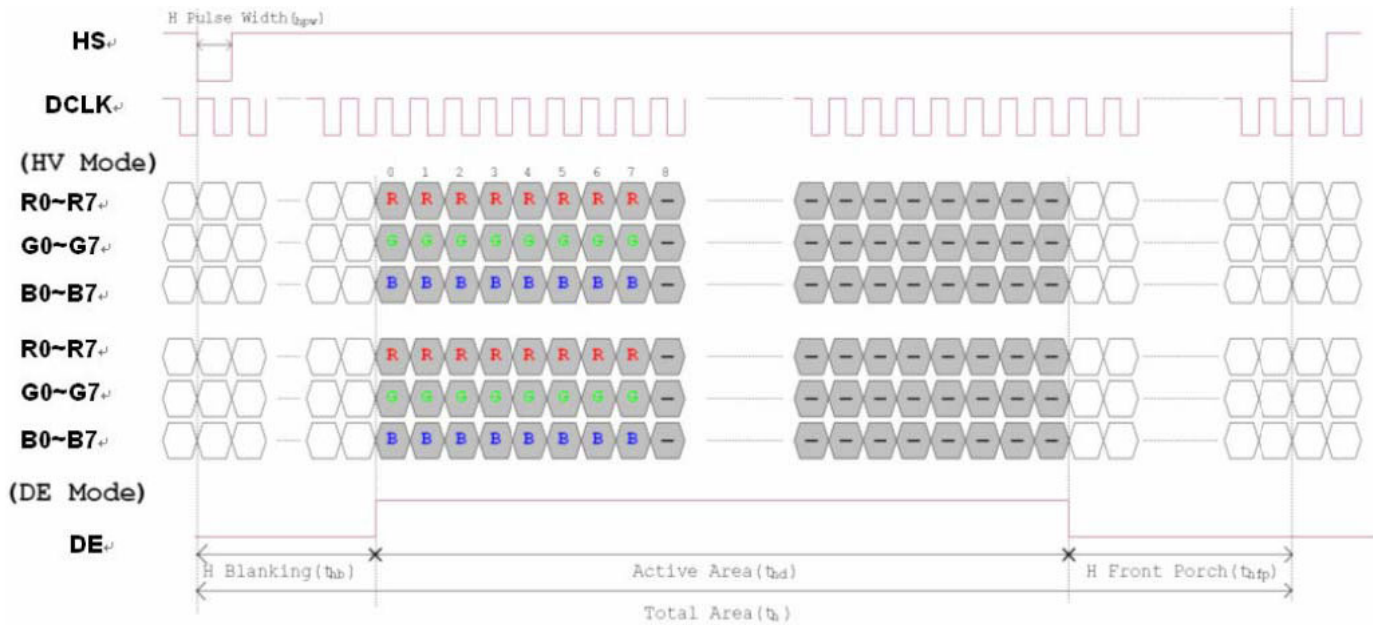 H Pulse Width(thpw)
HS
DCLK
(HV Mode)
0 1 2 3 4 5 6 7 8
R0~R7 R R R R R R R R - - - - - - - - -
G0~G7 G G G G G G G G - - - - - - - - -
B0~B7 B B B B B B B B - - - - - - - - -
R0~R7 R R R R R R R R - - - - - - - - -
G0~G7 G G G G G G G G - - - - - - - - -
B0~B7 B B B B B B B B - - - - - - - - -
(DE Mode)
DE
H Blanking(thb) Active Area(thd) H Front Porch(thfp)
Total Area(th)